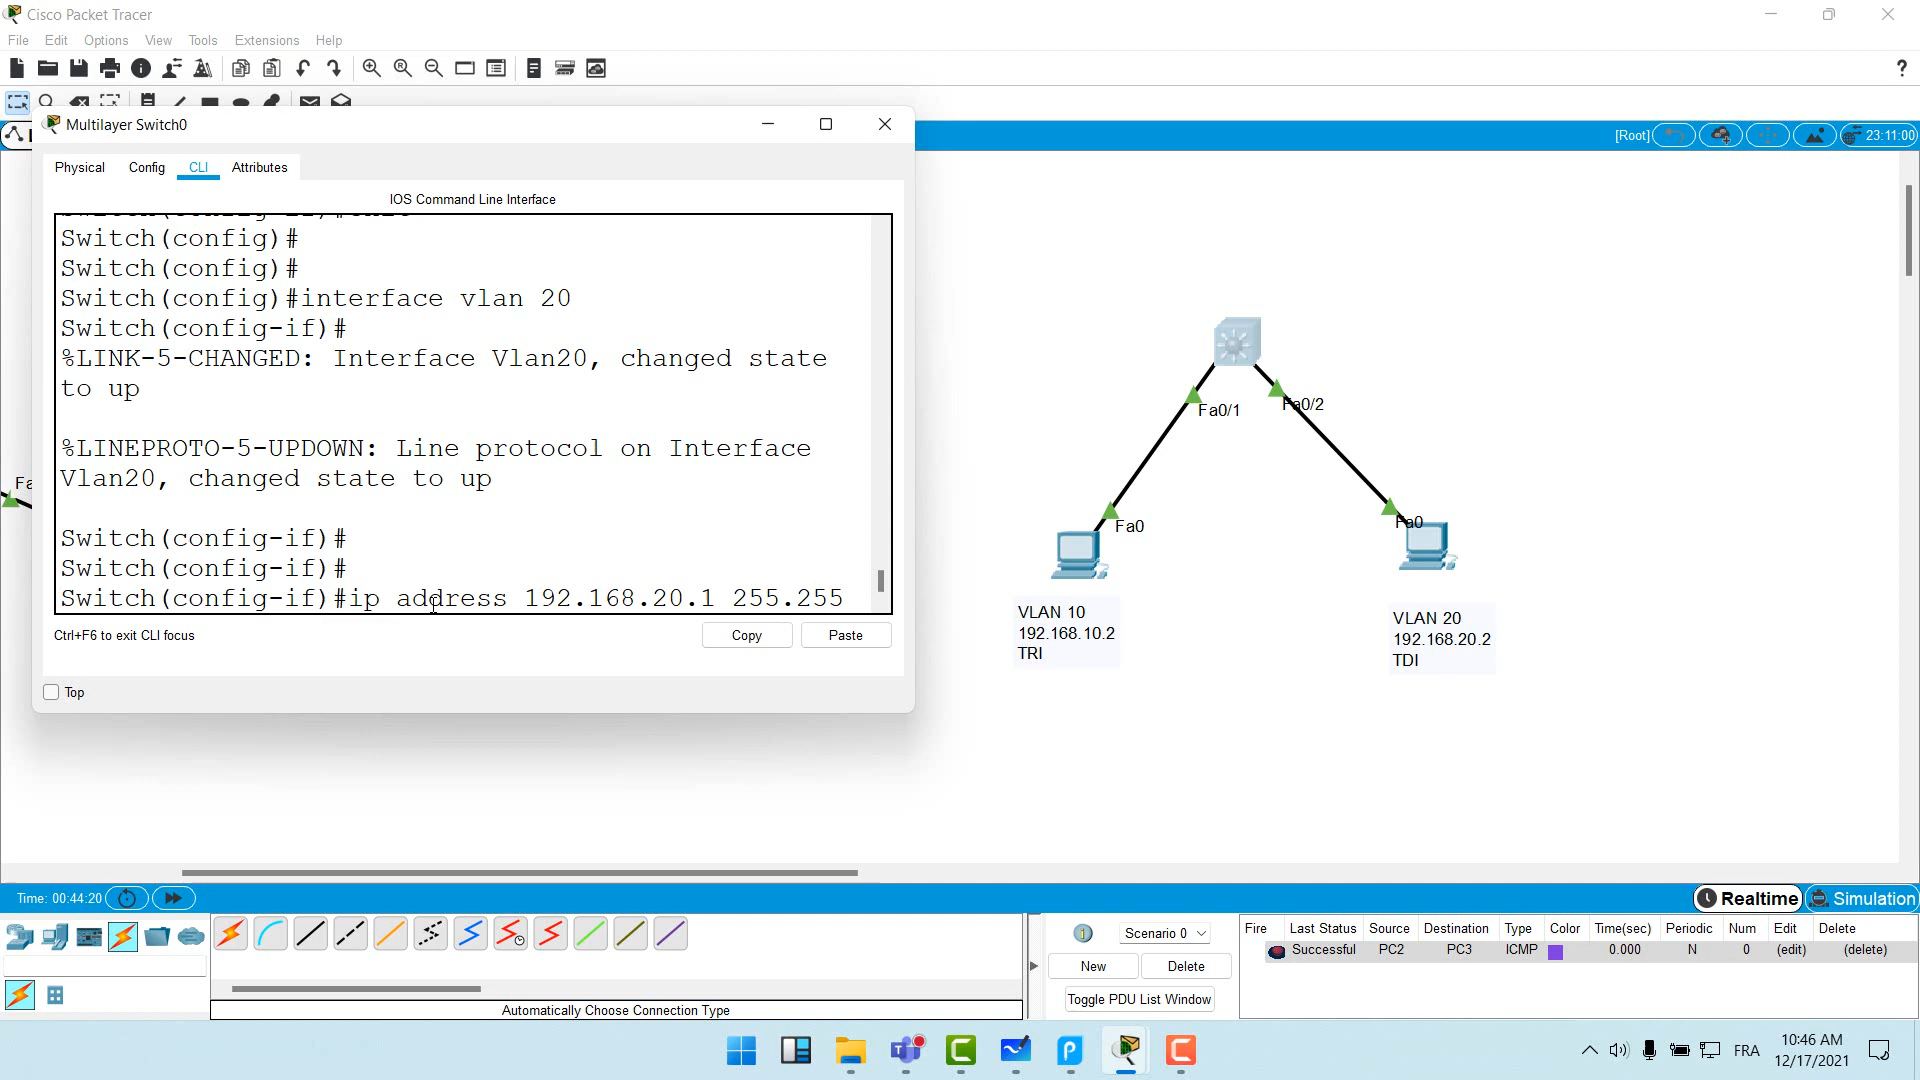 Cisco Packet Tracer
File Edit Options View Tools Extensions Help
?
Multilayer Switch0
[Root]
23:11:00
Physical Config CLI Attributes
IOS Command Line Interface
Switch(config)#
Switch(config)#
Switch(config)#interface vlan 20
Switch(config-if)#
%LINK-5-CHANGED: Interface Vlan20, changed state
to up
%LINEPROTO-5-UPDOWN: Line protocol on Interface
Vlan20, changed state to up
Switch(config-if)#
Switch(config-if)#
Switch(config-if)#ip address 192.168.20.1 255.255
Ctrl+F6 to exit CLI focus
Copy
Paste
Top
Fa0/1
Fa0/2
Fa0
Fa0
VLAN 10
192.168.10.2
TRI
VLAN 20
192.168.20.2
TDI
Time: 00:44:20
Realtime
Simulation
Scenario 0
New
Delete
Toggle PDU List Window
Automatically Choose Connection Type
Fire Last Status Source Destination Type Color Time(sec) Periodic Num Edit Delete
Successful PC2 PC3 ICMP 0.000 N 0 (edit) (delete)
FRA
10:46 AM
12/17/2021